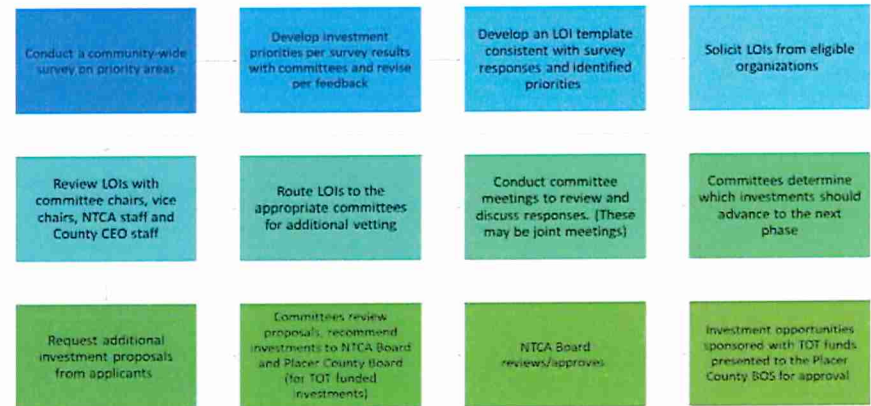 Conduct a community-wide
survey on priority areas
Develop investment
priorities per survey results
with committees and revise
per feedback
Develop an LOI template
consistent with survey
responses and identified
priorities
Solicit LOIs from eligible
organizations
Review LOIs with
committee chairs, vice
chairs, NTCA staff and
County CEO staff
Route LOIs to the
appropriate committees
for additional vetting
Conduct committee
meetings to review and
discuss responses. (These
may be joint meetings)
Committees determine
which investments should
advance to the next
phase
Request additional
investment proposals
from applicants
Committees review
proposals, recommend
investments to NTCA Board
and Placer County Board
(for TOT funded
investments)
NTCA Board
reviews/approves
Investment opportunities
sponsored with TOT funds
presented to the Placer
County BOS for approval